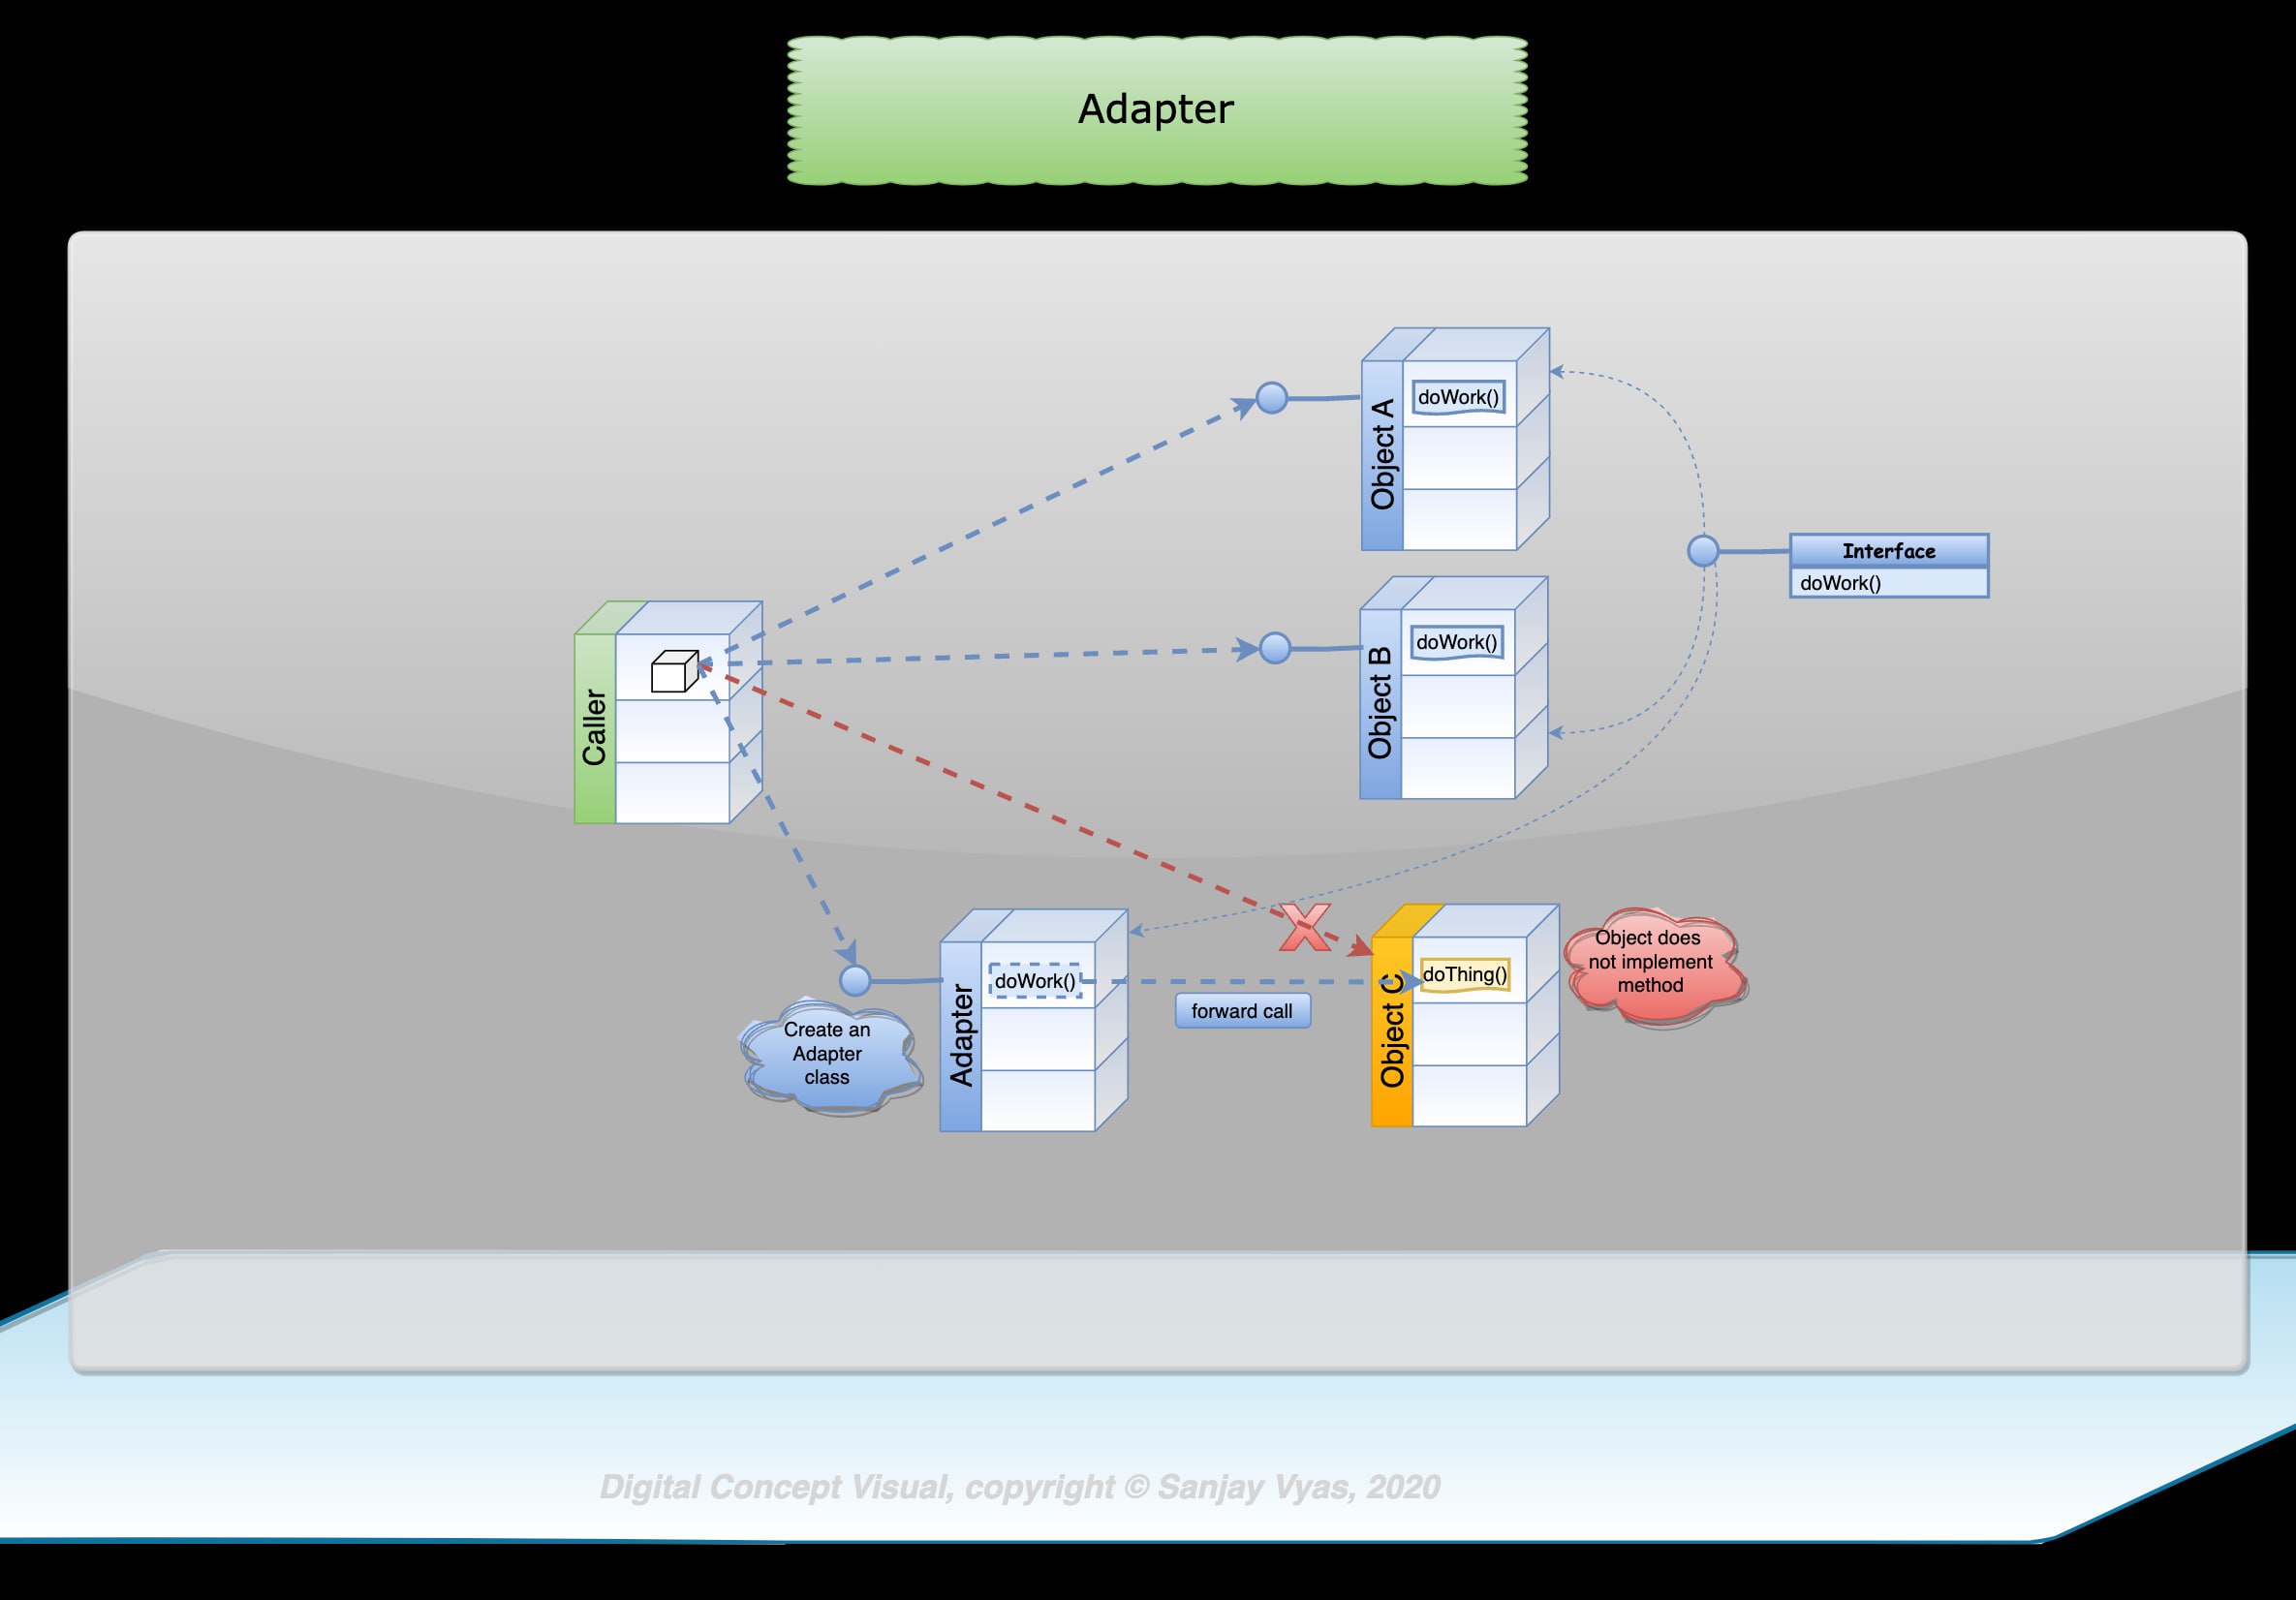 Adapter
Object A
doWork()
Interface
doWork()
Object B
doWork()
Caller
Adapter
doWork()
forward call
Object C
doThing()
Object does
not implement
method
Create an
Adapter
class
X
Digital Concept Visual, copyright © Sanjay Vyas, 2020